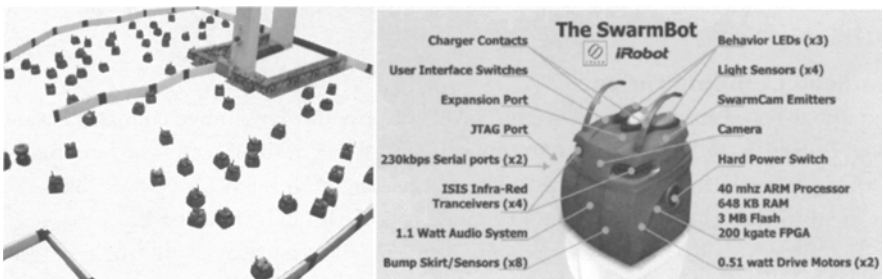 The SwarmBot
iRobot
Charger Contacts
User Interface Switches
Expansion Port
JTAG Port
230kbps Serial ports (x2)
ISIS Infra-Red
Tranceivers (x4)
1.1 Watt Audio System
Bump Skirt/Sensors (x8)
Behavior LEDs (x3)
Light Sensors (x4)
SwarmCam Emitters
Camera
Hard Power Switch
40 mhz ARM Processor
648 KB RAM
3 MB Flash
200 kgate FPGA
0.51 watt Drive Motors (x2)